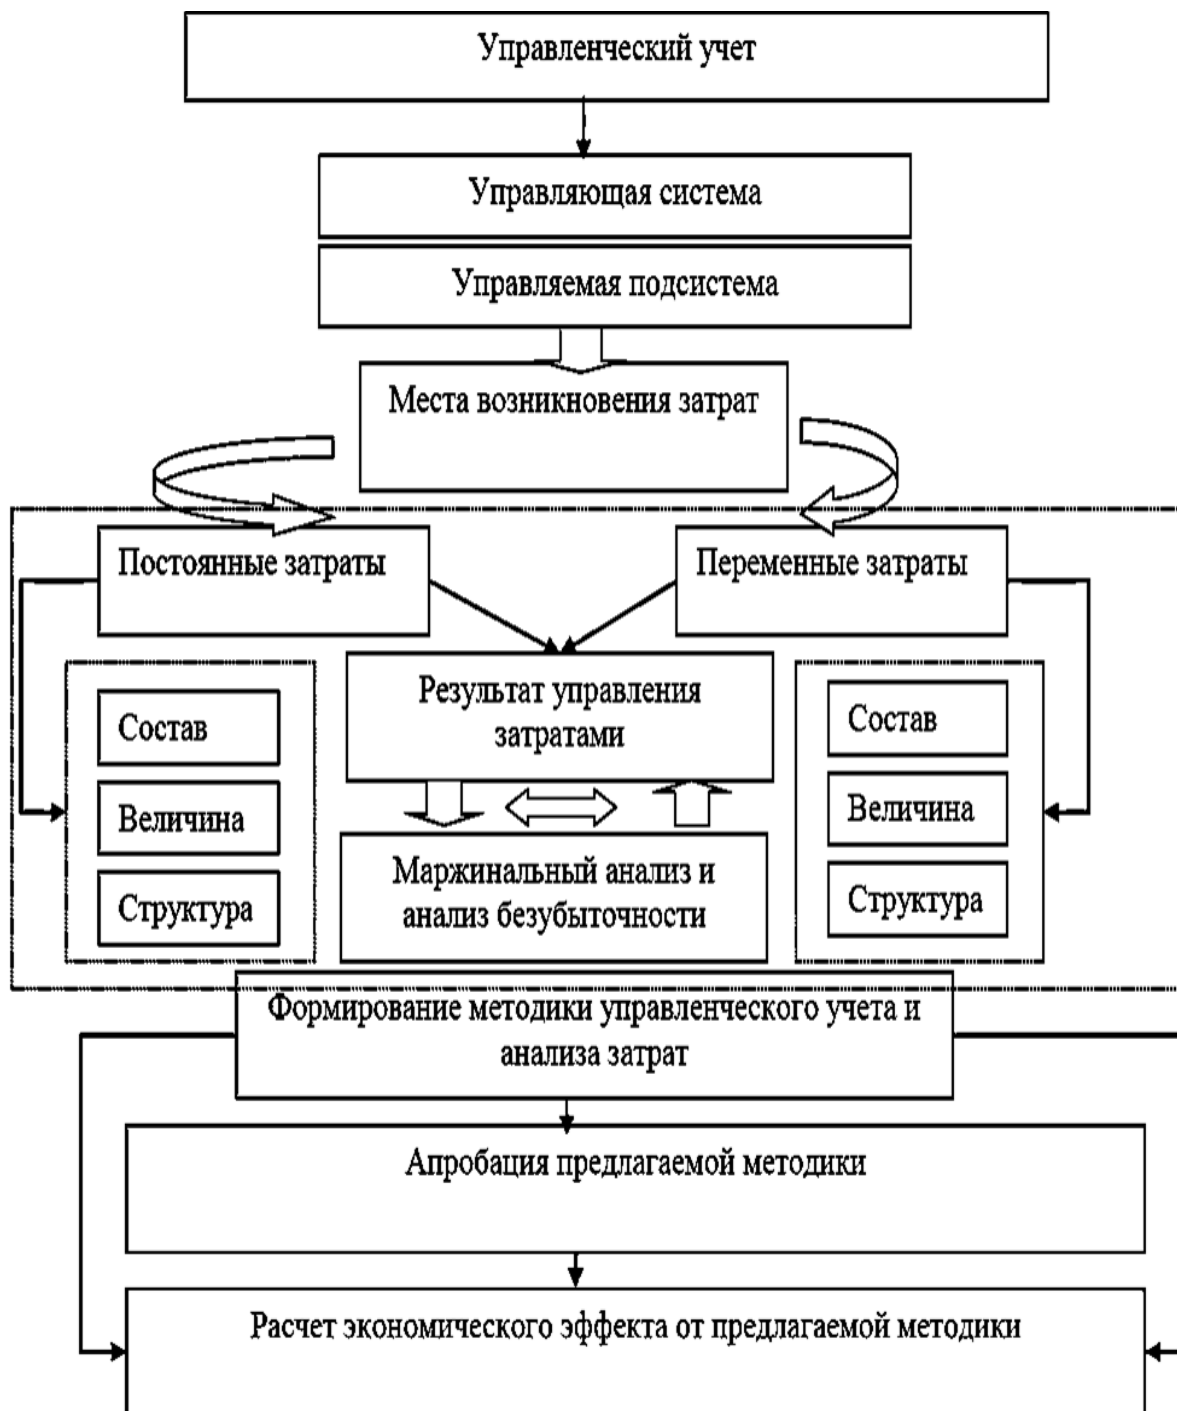 Управленческий учет
Управляющая система
Управляемая подсистема
Места возникновения затрат
Постоянные затраты
Переменные затраты
Состав
Величина
Структура
Результат управления
затратами
Маржинальный анализ и
анализ безубыточности
Состав
Величина
Структура
Формирование методики управленческого учета и
анализа затрат
Апробация предлагаемой методики
Расчет экономического эффекта от предлагаемой методики